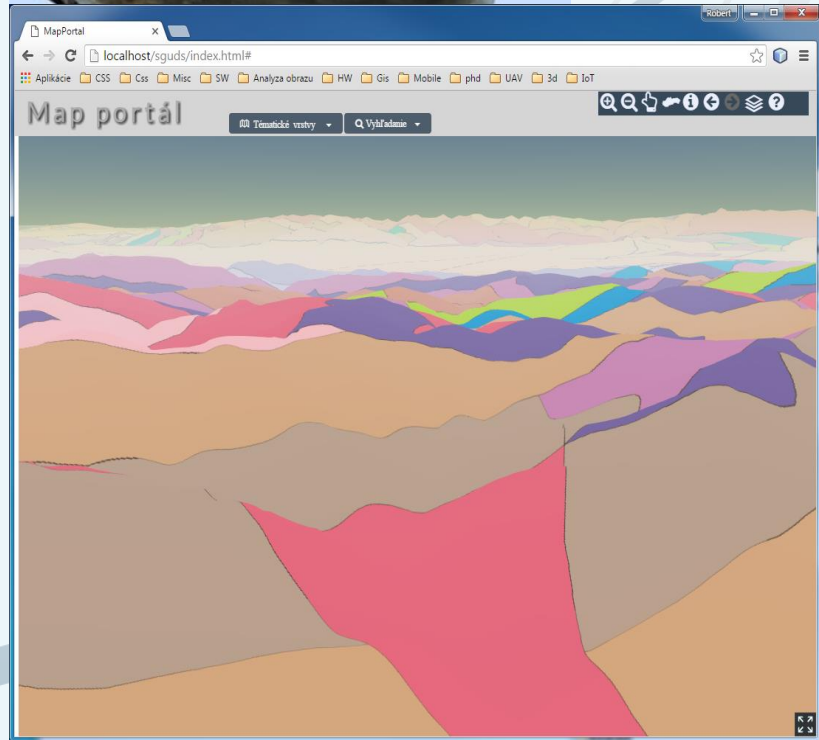 Robert
MapPortal
localhost/sguds/index.html#
Aplikácie CSS Css Misc SW Analyza obrazu HW Gis Mobile phd UAV 3d IoT
Map portál
Tématické vrstvy Vyhľadanie